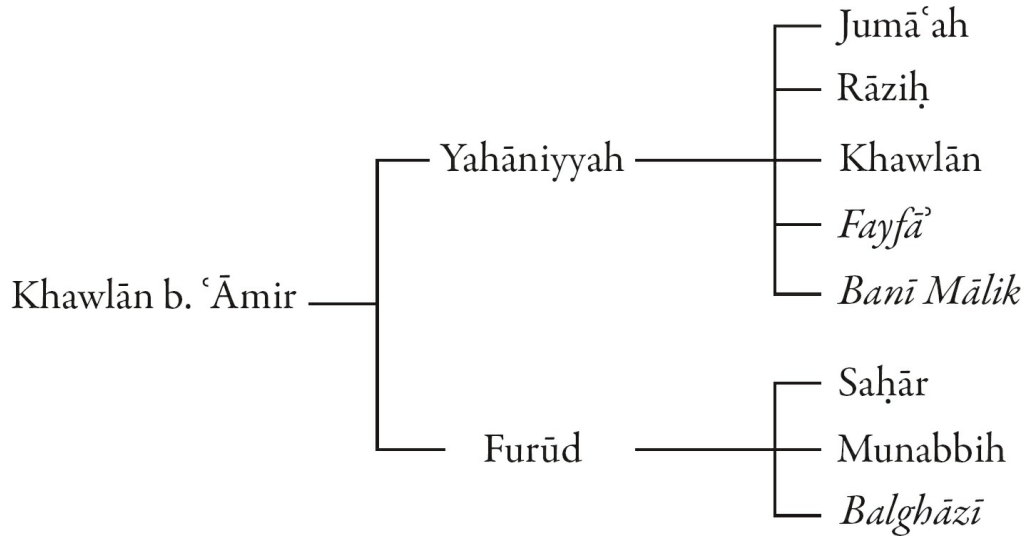 Jumāʿah
Rāziḥ
Yahāniyyah
Khawlān
Fayfāʾ
Khawlān b. ʿĀmir
Banī Mālik
Saḥār
Furūd
Munabbih
Balghāzī